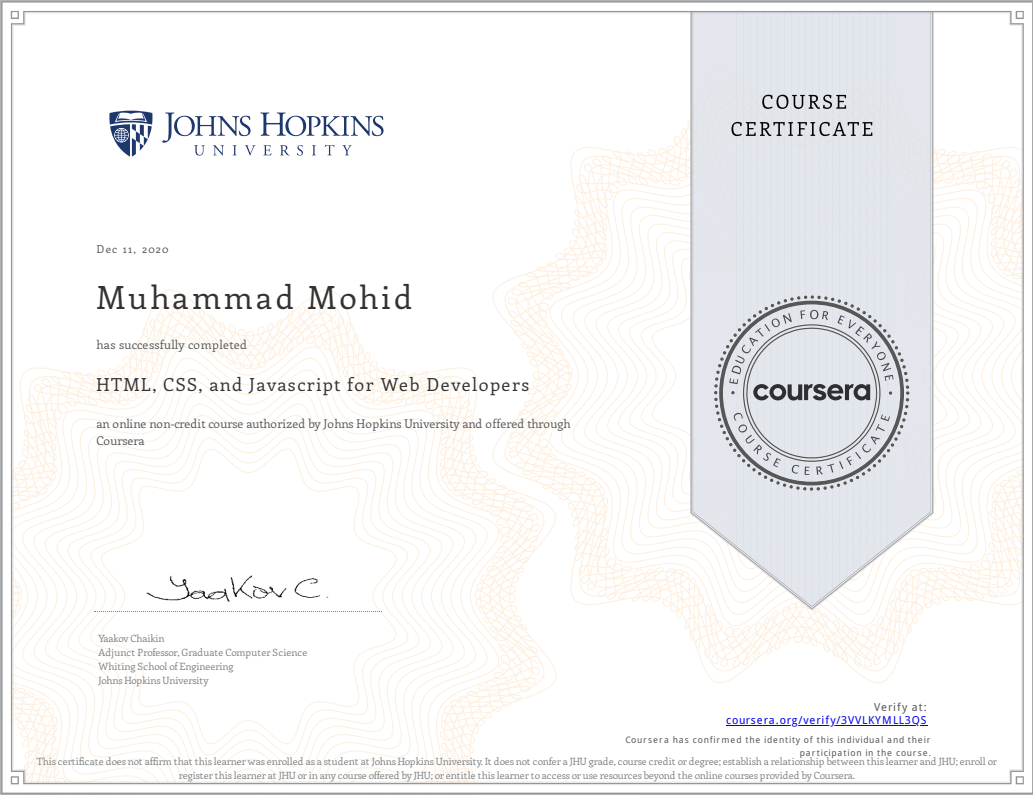 COURSE
CERTIFICATE
JOHNS HOPKINS
UNIVERSITY
Dec 11, 2020
Muhammad Mohid
has successfully completed
HTML, CSS, and Javascript for Web Developers
an online non-credit course authorized by Johns Hopkins University and offered through
Coursera
EDUCATION FOR EVERYONE
coursera
COURSE CERTIFICATE
Yaakov C.
Yaakov Chaikin
Adjunct Professor, Graduate Computer Science
Whiting School of Engineering
Johns Hopkins University
Verify at:
coursera.org/verify/3VVLKYMLL3QS
Coursera has confirmed the identity of this individual and their
participation in the course.
This certificate does not affirm that this learner was enrolled as a student at Johns Hopkins University. It does not confer a JHU grade, course credit or degree; establish a relationship between this learner and JHU; enroll or
register this learner at JHU or in any course offered by JHU; or entitle this learner to access or use resources beyond the online courses provided by Coursera.